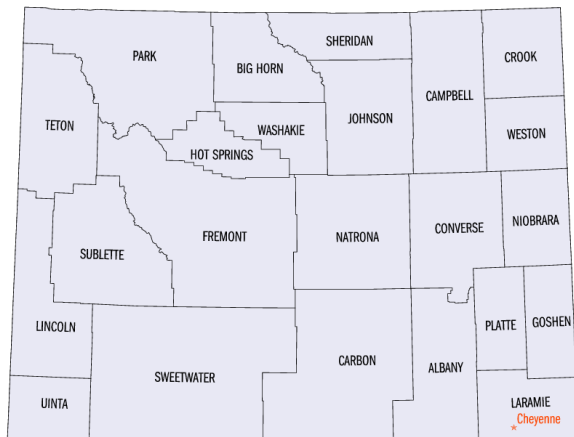 SHERIDAN
PARK
CROOK
BIG HORN
CAMPBELL
JOHNSON
TETON
WASHAKIE
WESTON
HOT SPRINGS
NIOBRARA
CONVERSE
FREMONT
NATRONA
SUBLETTE
PLATTE
GOSHEN
LINCOLN
CARBON
ALBANY
SWEETWATER
UINTA
LARAMIE
Cheyenne